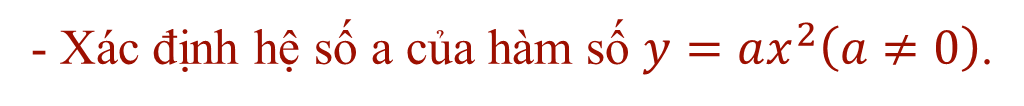 - Xác định hệ số a của hàm số y = ax²(a ≠ 0).